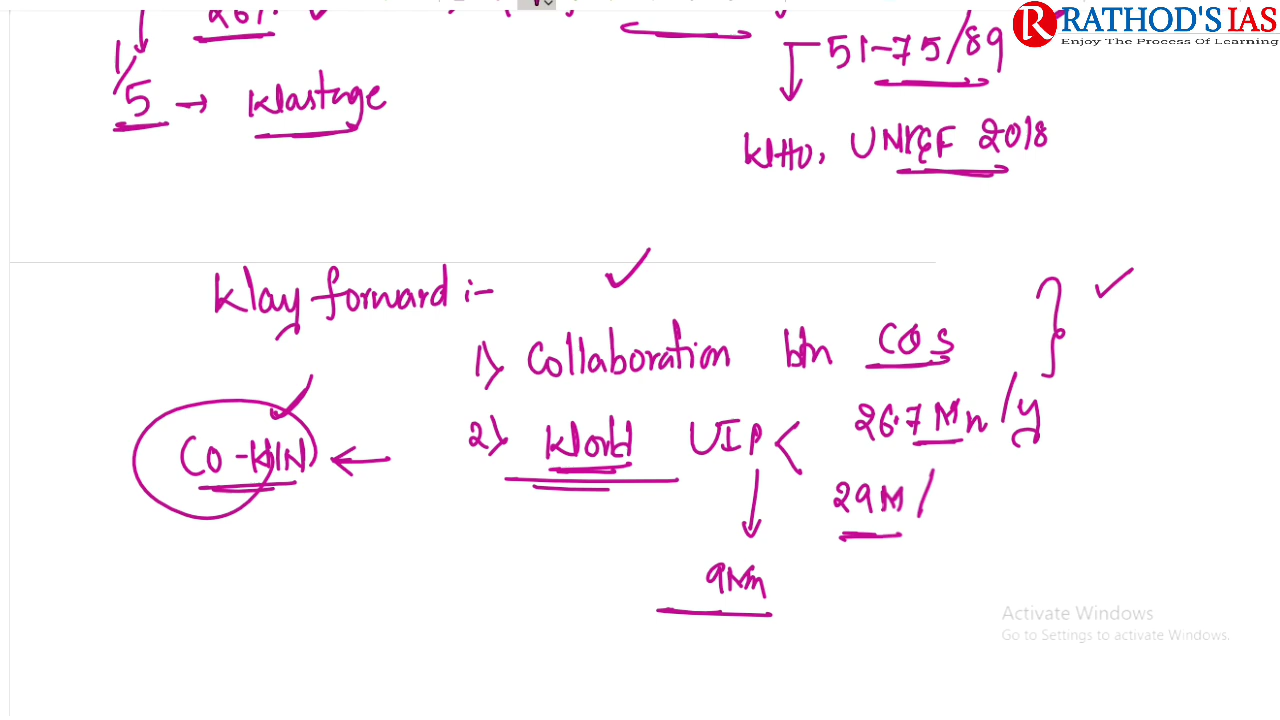 RATHOD'S IAS
Enjoy The Process Of Learning
26%
1/5 → Wastage
51-75/89
WHO, UNICEF 2018
Way forward :-
1) Collaboration btn COs
2) World UIP < 26.7 Mn/y
Co-WIN ←
29M/
9Mn
Activate Windows
Go to Settings to activate Windows.